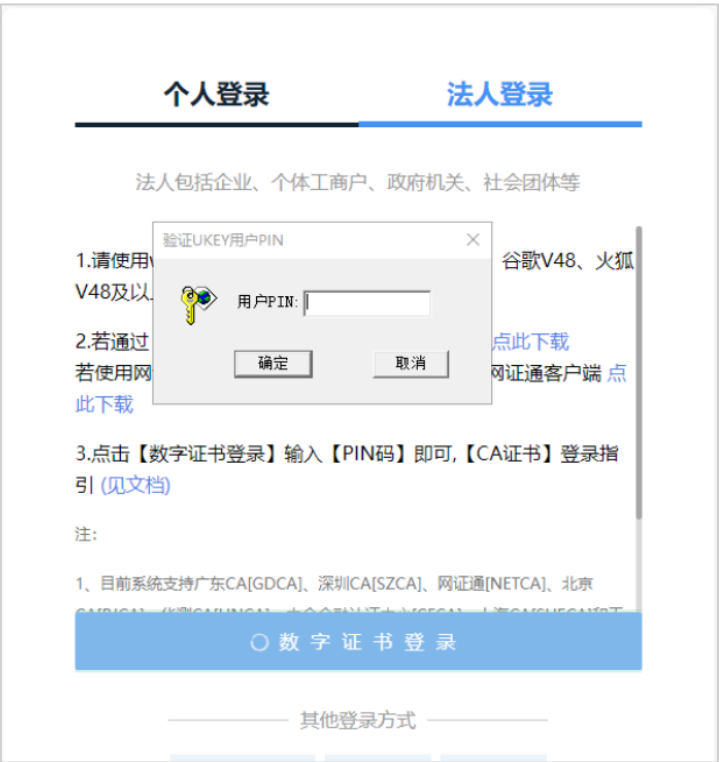 个人登录
法人登录
法人包括企业、个体工商户、政府机关、社会团体等
验证UKEY用户PIN
用户PIN:
确定
取消
1.请使用
谷歌V48、火狐
V48及以
2.若通过
点此下载
若使用网
网证通客户端 点
此下载
3.点击【数字证书登录】输入【PIN码】即可,【CA证书】登录指
引 (见文档)
注:
1、目前系统支持广东CA[GDCA]、深圳CA[SZCA]、网证通[NETCA]、北京
数字证书登录
其他登录方式